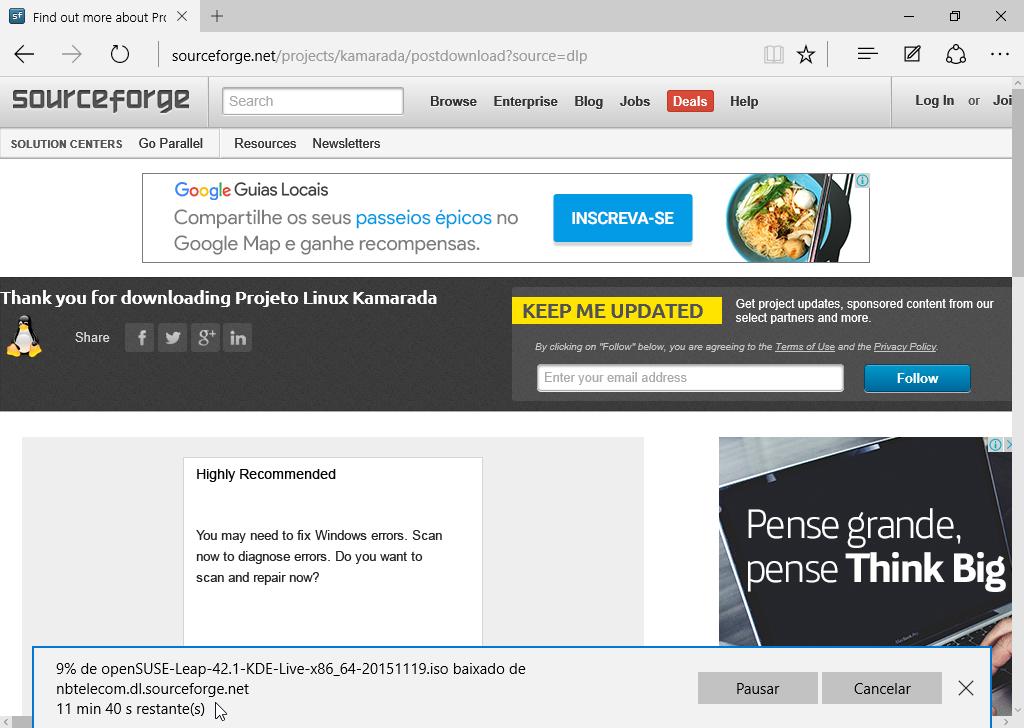 sf Find out more about Pro
sourceforge.net/projects/kamarada/postdownload?source=dlp
sourceforge
Search
Browse Enterprise Blog Jobs Deals Help
Log In or Joi
SOLUTION CENTERS Go Parallel Resources Newsletters
Google Guias Locais
Compartilhe os seus passeios épicos no
Google Map e ganhe recompensas.
INSCREVA-SE
Thank you for downloading Projeto Linux Kamarada
Share
f
g+
in
KEEP ME UPDATED
Get project updates, sponsored content from our
select partners and more.
By clicking on "Follow" below, you are agreeing to the Terms of Use and the Privacy Policy.
Enter your email address
Follow
Highly Recommended
You may need to fix Windows errors. Scan
now to diagnose errors. Do you want to
scan and repair now?
Pense grande,
pense Think Big
MacBook Pro
9% de openSUSE-Leap-42.1-KDE-Live-x86_64-20151119.iso baixado de
nbtelecom.dl.sourceforge.net
11 min 40 s restante(s)
Pausar
Cancelar